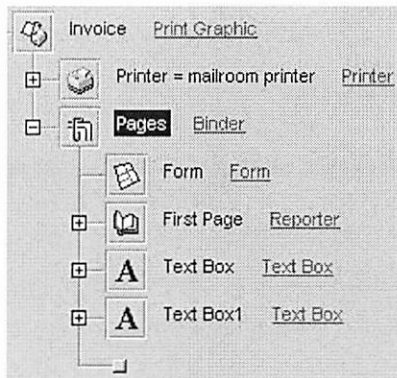 Invoice Print Graphic
Printer = mailroom printer Printer
Pages Binder
Form Form
First Page Reporter
A Text Box Text Box
A Text Box1 Text Box